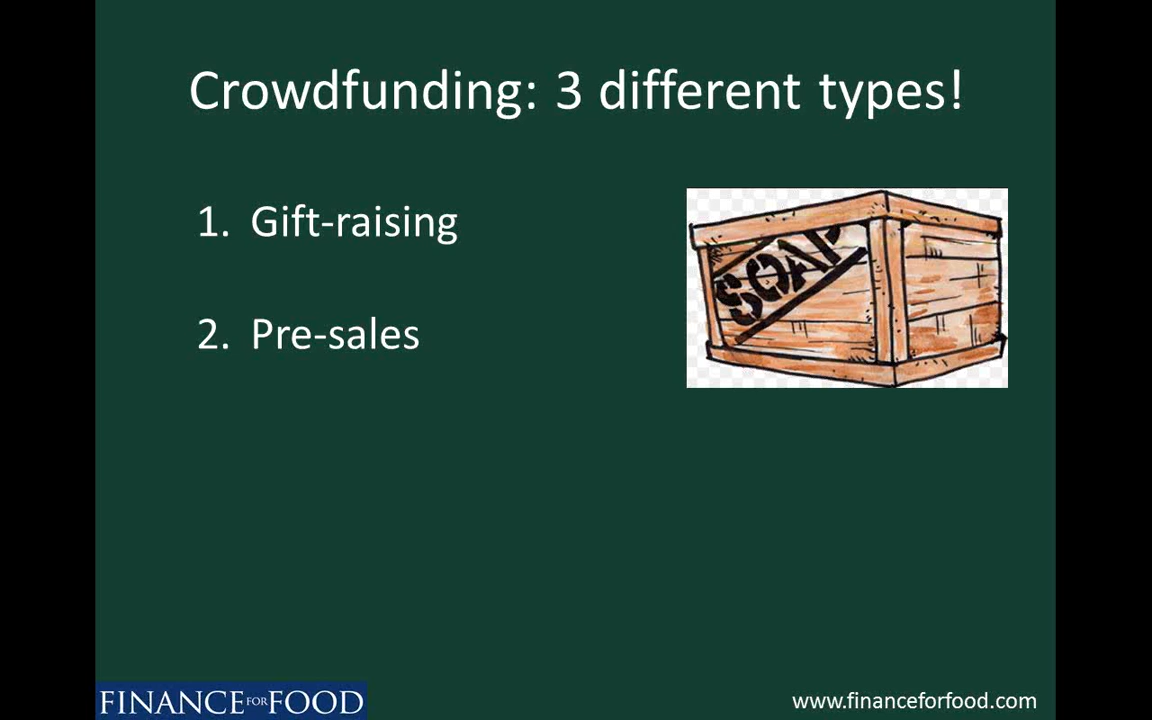 Crowdfunding: 3 different types!
1. Gift-raising
2. Pre-sales
SOAP
FINANCE FOR FOOD
www.financeforfood.com